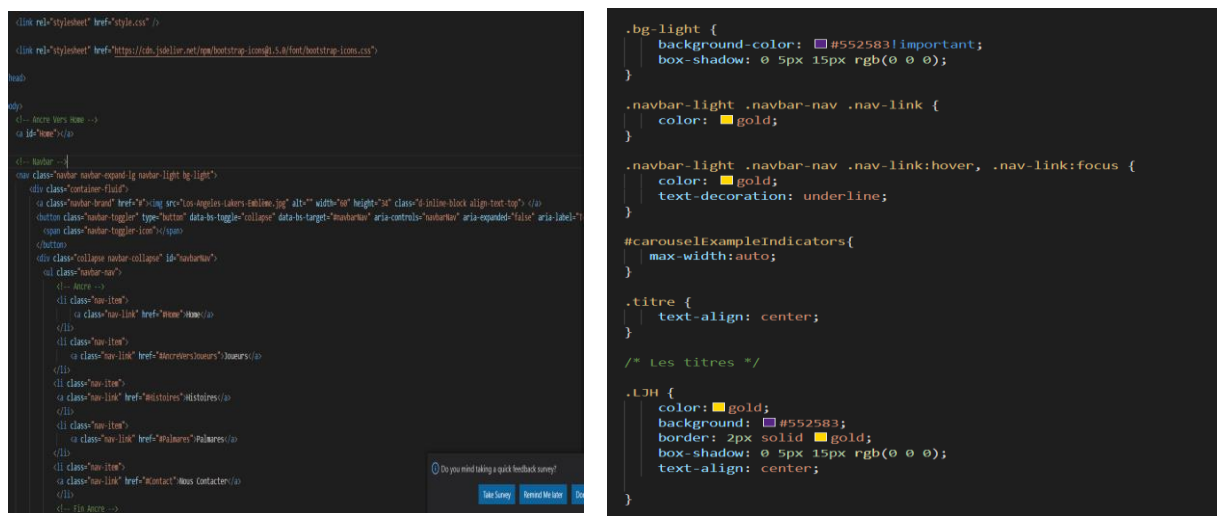 <link rel="stylesheet" href="style.css" />
<link rel="stylesheet" href="https://cdn.jsdelivr.net/npm/bootstrap-icons@1.5.0/font/bootstrap-icons.css">
head>
ody>
<!-- Ancre Vers Home -->
<a id="Home"></a>
<!-- Navbar -->
<nav class="navbar navbar-expand-lg navbar-light bg-light">
<div class="container-fluid">
<a class="navbar-brand" href="#"><img src="Los-Angeles-Lakers-Emblème.jpg" alt="" width="60" height="34" class="d-inline-block align-text-top"> </a>
<button class="navbar-toggler" type="button" data-bs-toggle="collapse" data-bs-target="#navbarNav" aria-controls="navbarNav" aria-expanded="false" aria-label="
<span class="navbar-toggler-icon"></span>
</button>
<div class="collapse navbar-collapse" id="navbarNav">
<ul class="navbar-nav">
<!-- Ancre -->
<li class="nav-item">
<a class="nav-link" href="#Home">Home</a>
</li>
<li class="nav-item">
<a class="nav-link" href="#AncreVersJoueurs">Joueurs</a>
</li>
<li class="nav-item">
<a class="nav-link" href="#Histoires">Histoires</a>
</li>
<li class="nav-item">
<a class="nav-link" href="#Palmares">Palmares</a>
</li>
<li class="nav-item">
<a class="nav-link" href="#Contact">Nous Contacter</a>
</li>
<!-- Fin Ancre -->
Do you mind taking a quick feedback survey?
Take Survey Remind Me later Do
.bg-light {
background-color: #552583!important;
box-shadow: 0 5px 15px rgb(0 0 0);
}
.navbar-light .navbar-nav .nav-link {
color: gold;
}
.navbar-light .navbar-nav .nav-link:hover, .nav-link:focus {
color: gold;
text-decoration: underline;
}
#carouselExampleIndicators{
max-width:auto;
}
.titre {
text-align: center;
}
/* Les titres */
.LJH {
color: gold;
background: #552583;
border: 2px solid gold;
box-shadow: 0 5px 15px rgb(0 0 0);
text-align: center;
}